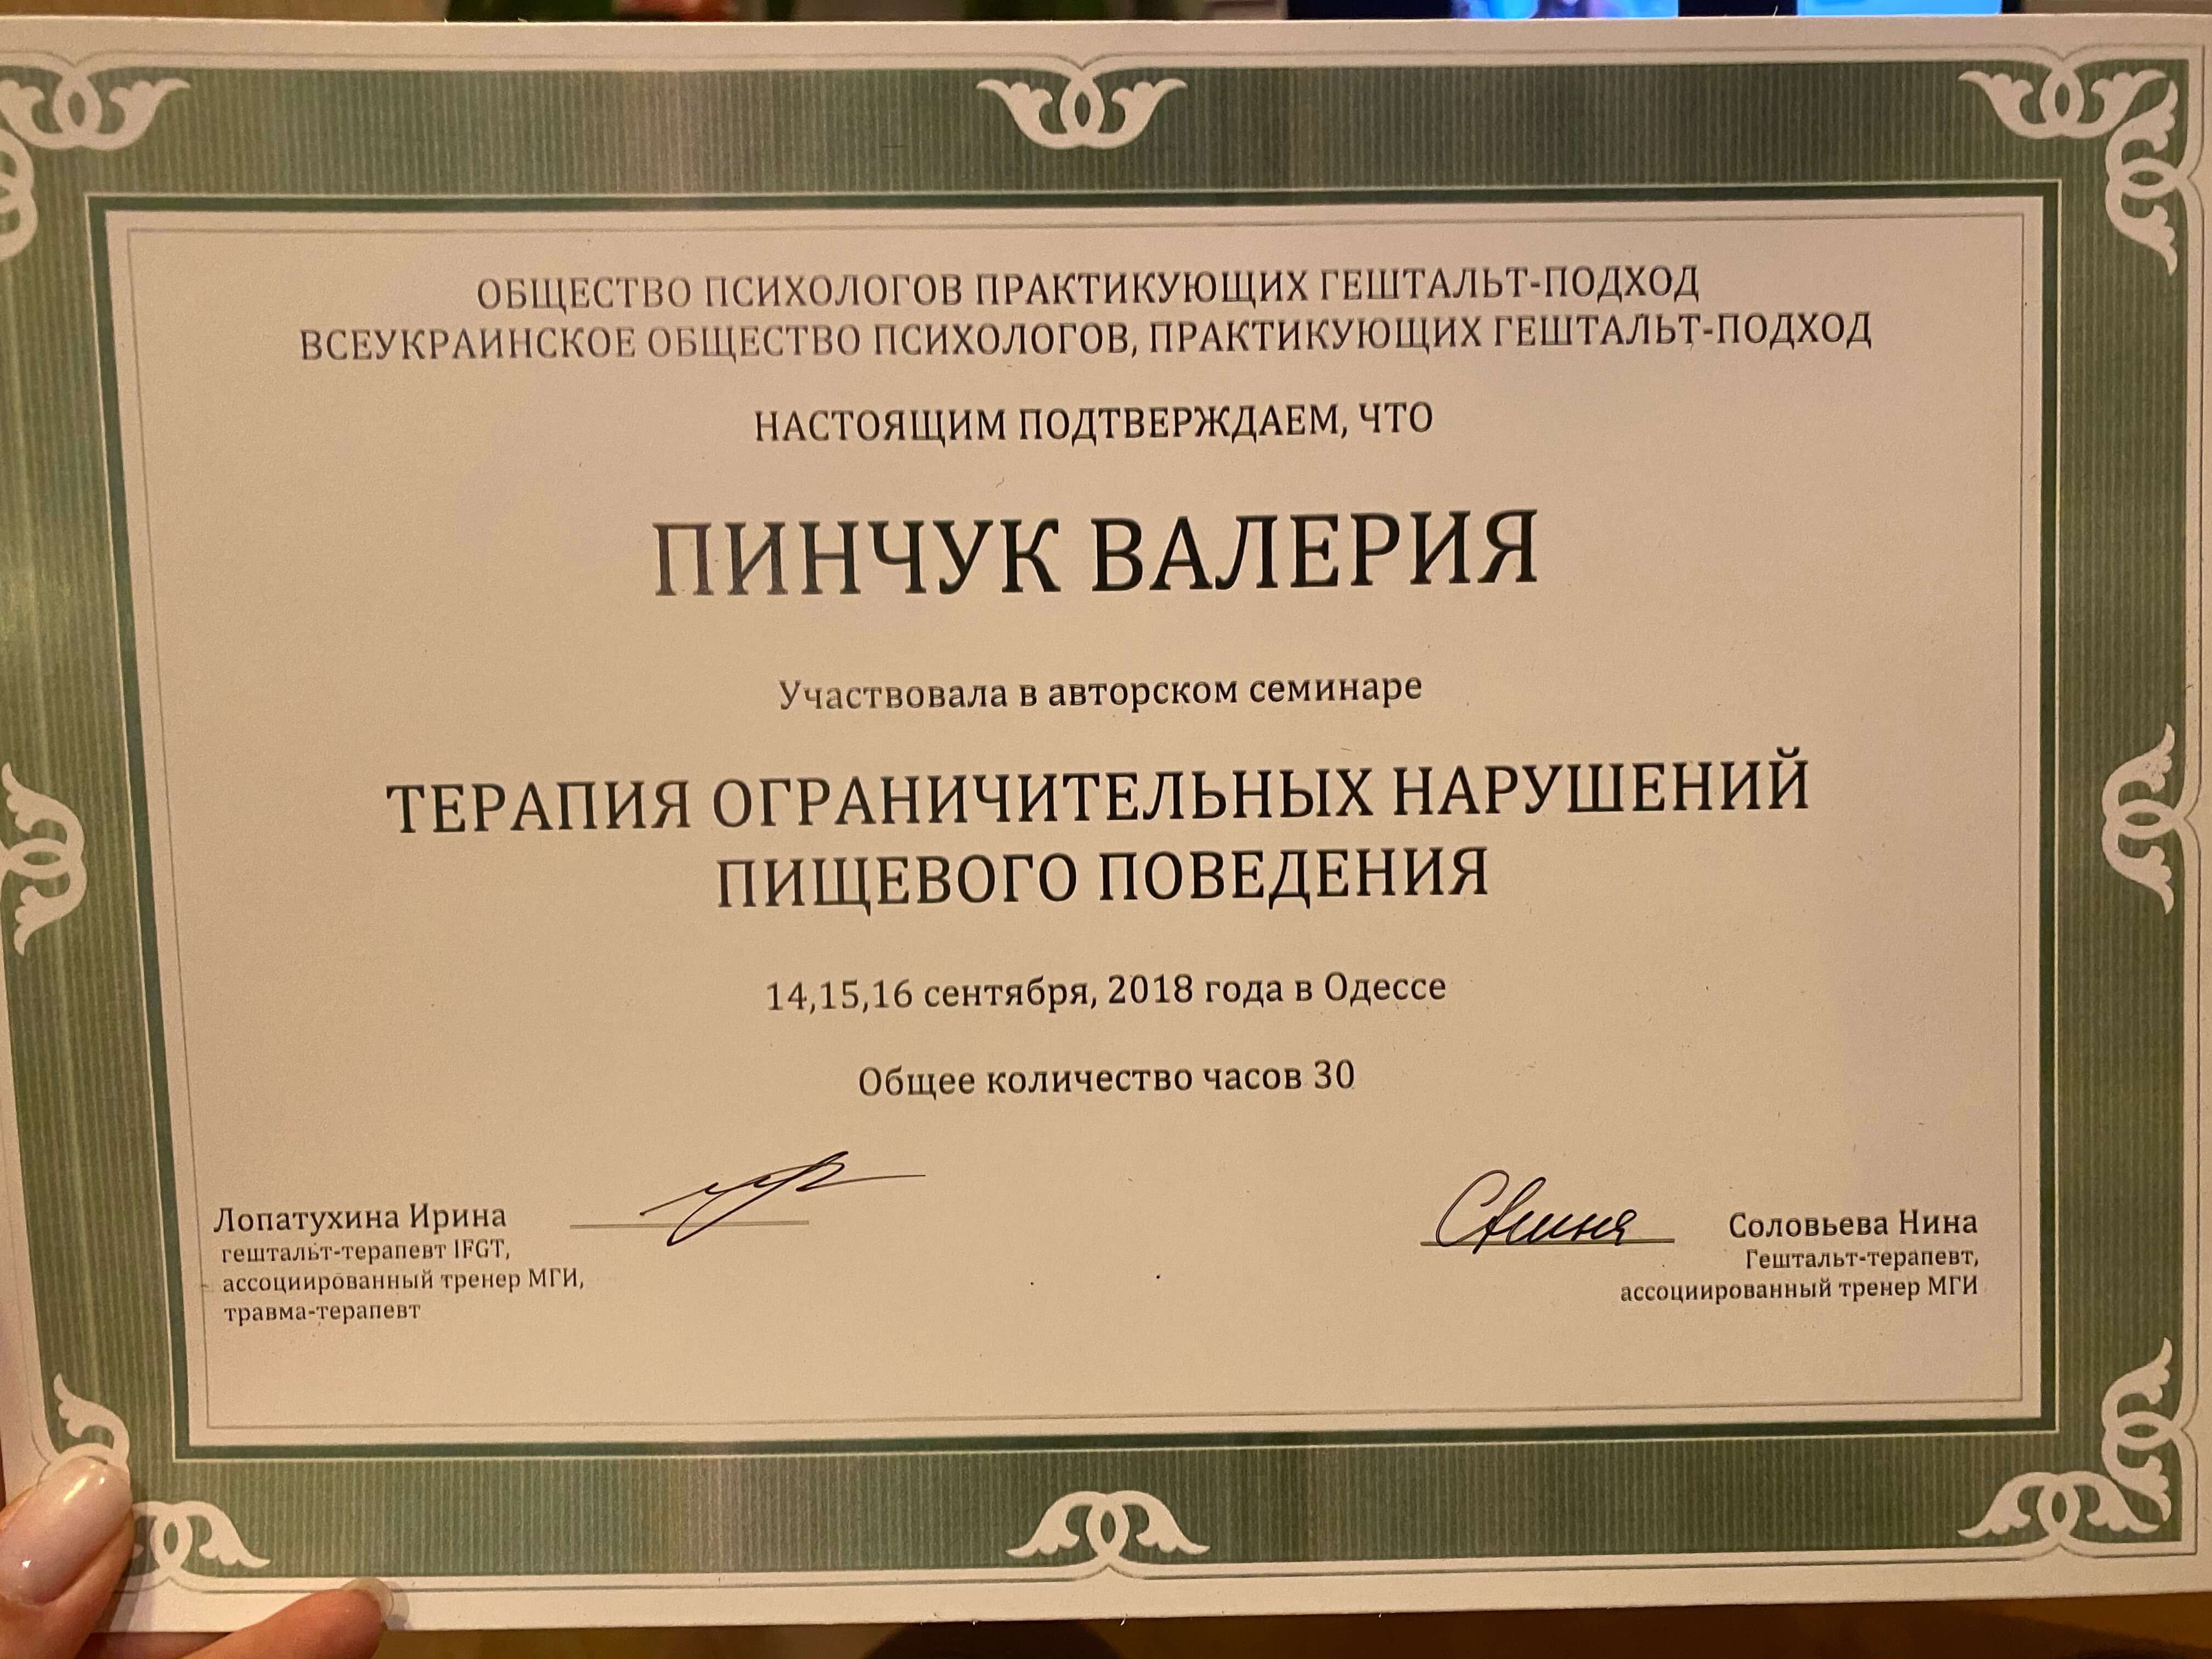 ОБЩЕСТВО ПСИХОЛОГОВ ПРАКТИКУЮЩИХ ГЕШТАЛЬТ-ПОДХОД
ВСЕУКРАИНСКОЕ ОБЩЕСТВО ПСИХОЛОГОВ, ПРАКТИКУЮЩИХ ГЕШТАЛЬТ-ПОДХОД
НАСТОЯЩИМ ПОДТВЕРЖДАЕМ, ЧТО
ПИНЧУК ВАЛЕРИЯ
Участвовала в авторском семинаре
ТЕРАПИЯ ОГРАНИЧИТЕЛЬНЫХ НАРУШЕНИЙ
ПИЩЕВОГО ПОВЕДЕНИЯ
14,15,16 сентября, 2018 года в Одессе
Общее количество часов 30
Лопатухина Ирина
гештальт-терапевт IFGT,
ассоциированный тренер МГИ,
травма-терапевт
Соловьева Нина
Гештальт-терапевт,
ассоциированный тренер МГИ